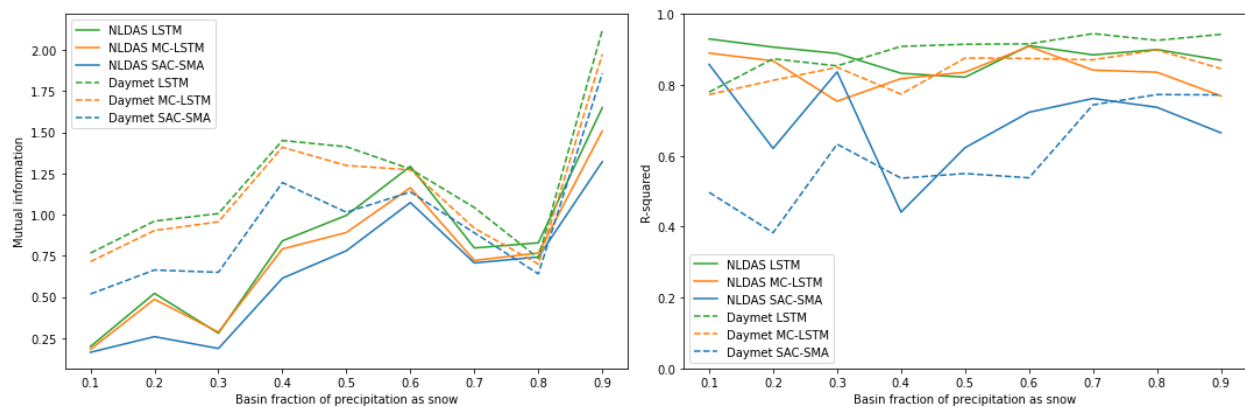 NLDAS LSTM
NLDAS MC-LSTM
NLDAS SAC-SMA
Daymet LSTM
Daymet MC-LSTM
Daymet SAC-SMA
Mutual information
2.00
1.75
1.50
1.25
1.00
0.75
0.50
0.25
0.1 0.2 0.3 0.4 0.5 0.6 0.7 0.8 0.9
Basin fraction of precipitation as snow
R-squared
1.0
0.8
0.6
0.4
0.2
0.0
NLDAS LSTM
NLDAS MC-LSTM
NLDAS SAC-SMA
Daymet LSTM
Daymet MC-LSTM
Daymet SAC-SMA
0.1 0.2 0.3 0.4 0.5 0.6 0.7 0.8 0.9
Basin fraction of precipitation as snow